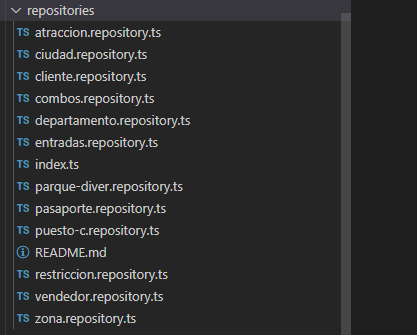 repositories
TS atraccion.repository.ts
TS ciudad.repository.ts
TS cliente.repository.ts
TS combos.repository.ts
TS departamento.repository.ts
TS entradas.repository.ts
TS index.ts
TS parque-diver.repository.ts
TS pasaporte.repository.ts
TS puesto-c.repository.ts
README.md
TS restriccion.repository.ts
TS vendedor.repository.ts
TS zona.repository.ts